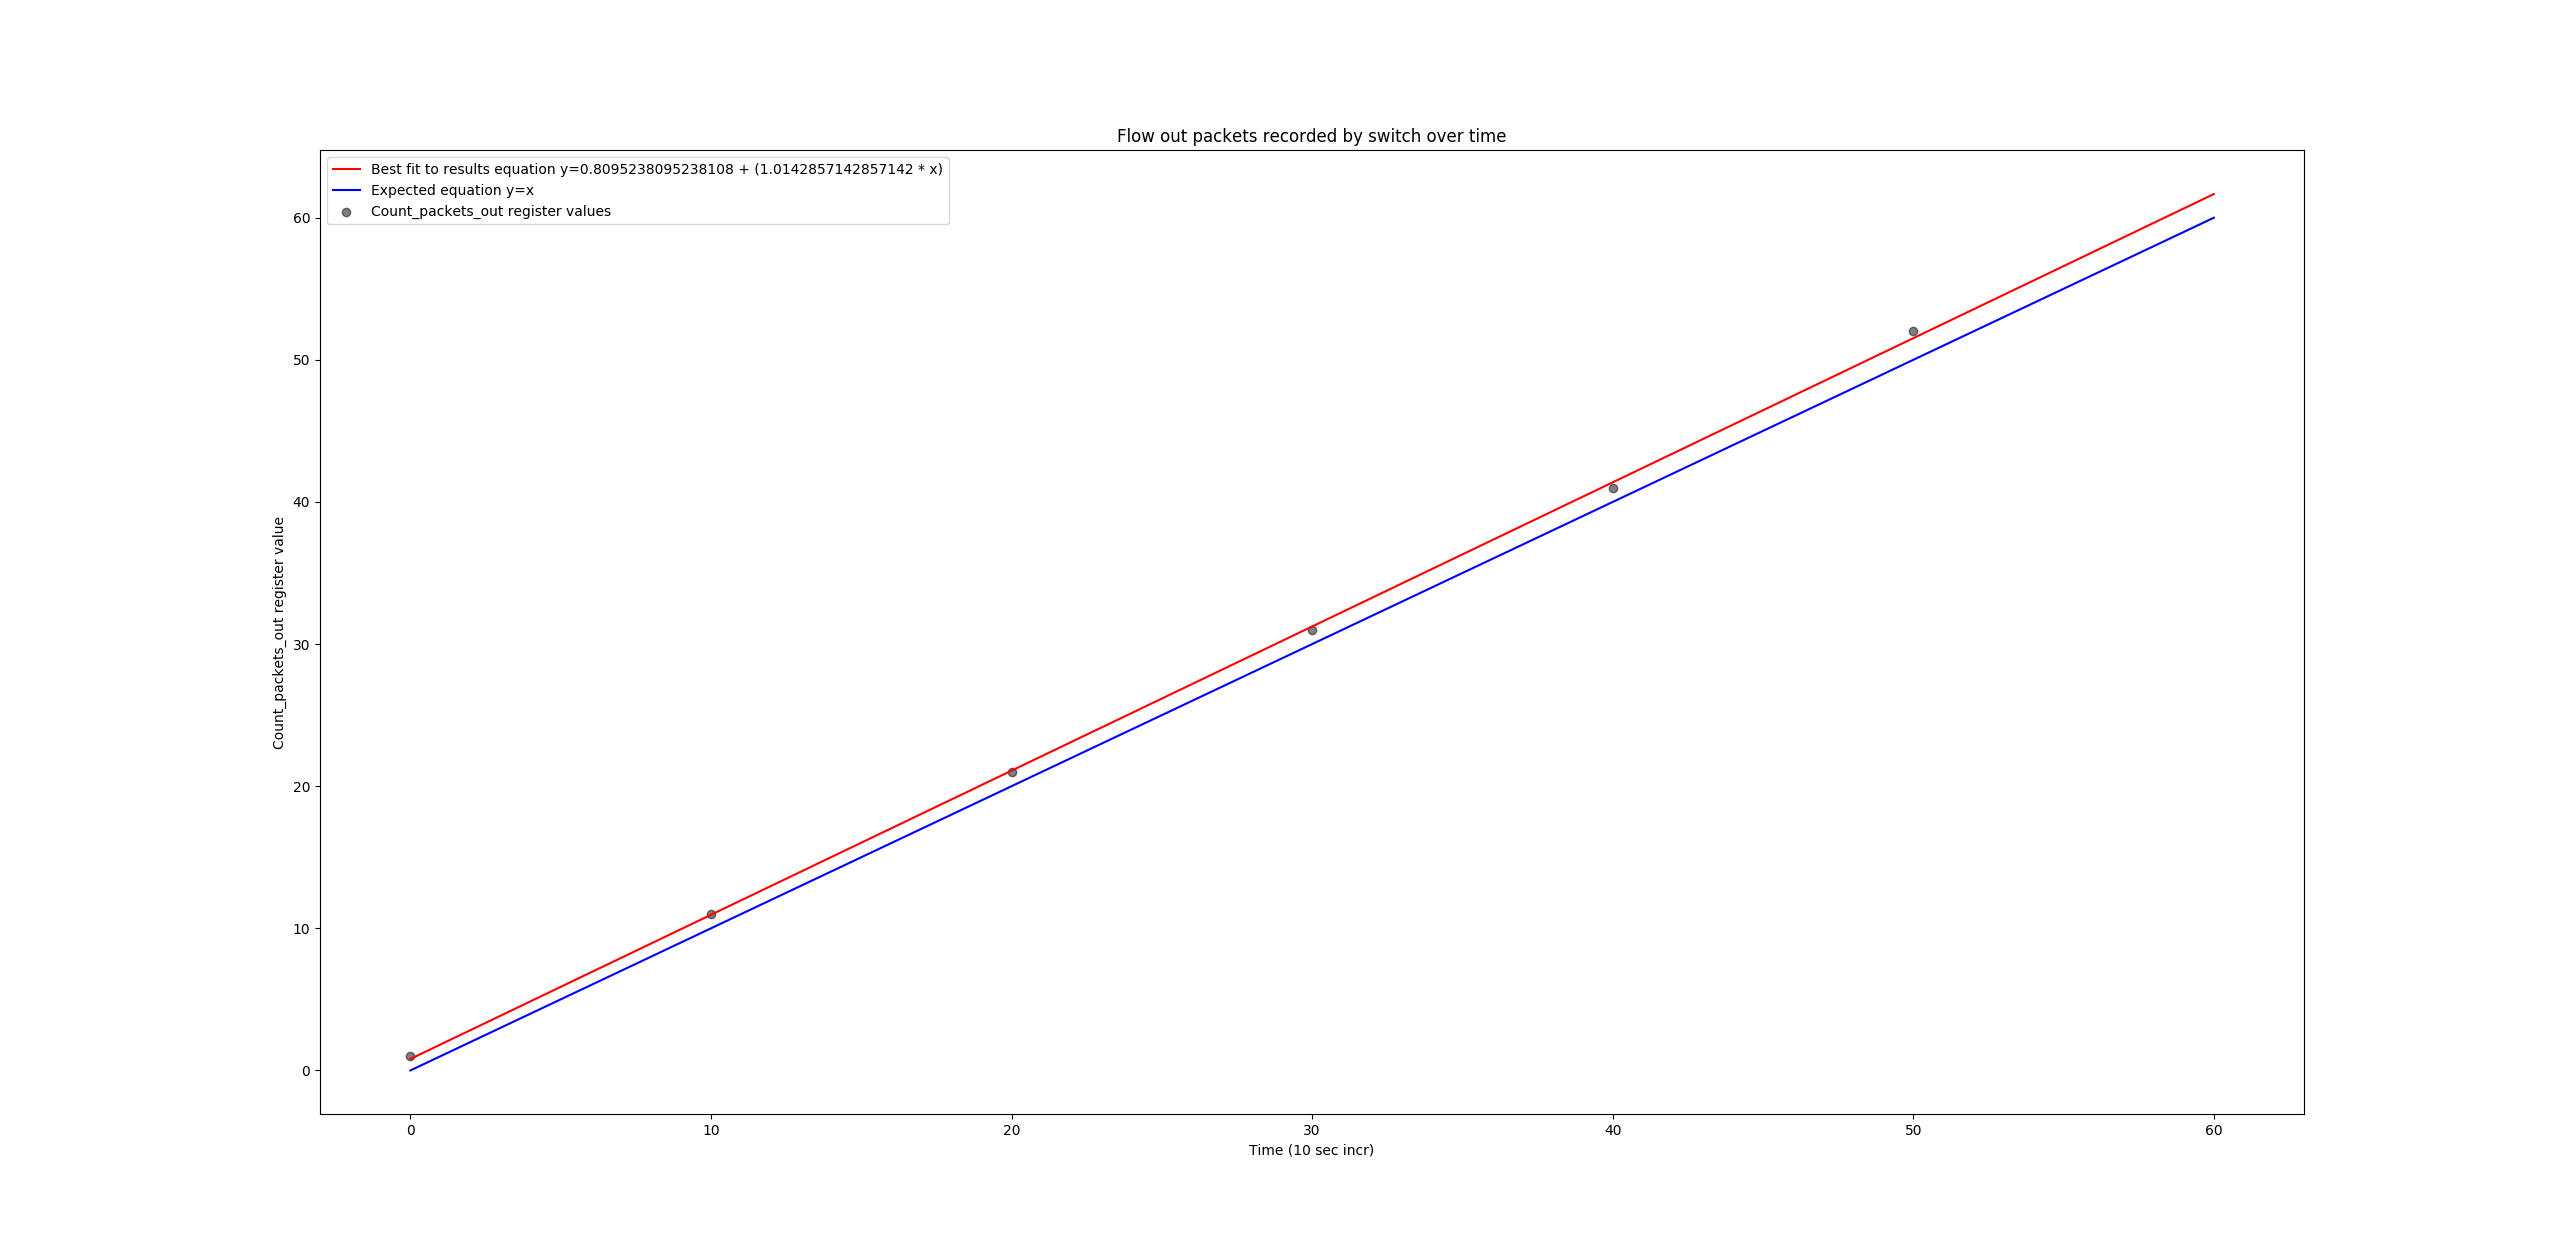 Flow out packets recorded by switch over time
Best fit to results equation y=0.8095238095238108 + (1.0142857142857142 * x)
Expected equation y=x
Count_packets_out register values
60
50
40
30
20
10
0
Count_packets_out register value
0 10 20 30 40 50 60
Time (10 sec incr)